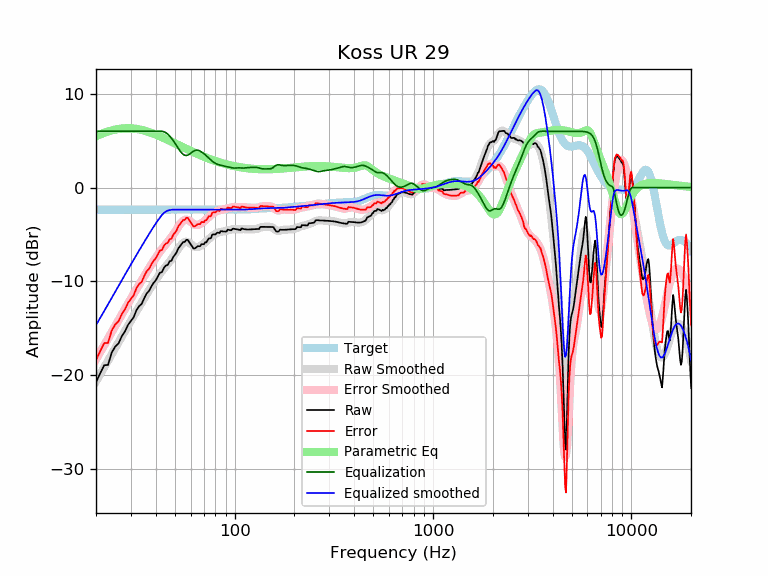 Koss UR 29
Amplitude (dBr)
10
0
−10
−20
−30
Target
Raw Smoothed
Error Smoothed
Raw
Error
Parametric Eq
Equalization
Equalized smoothed
100
1000
10000
Frequency (Hz)